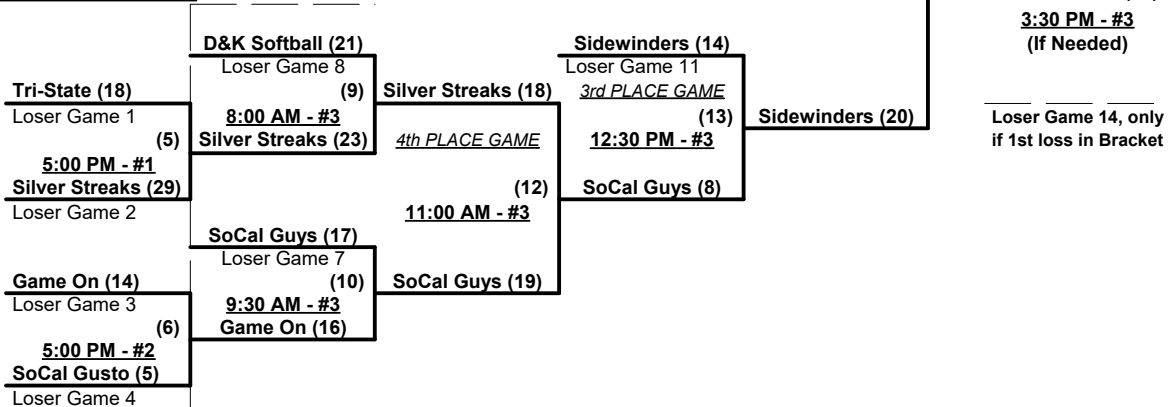 3:30 PM - #3
(If Needed)
D&K Softball (21)
Sidewinders (14)
Loser Game 8
Loser Game 11
Tri-State (18)
(9)
Silver Streaks (18)
3rd PLACE GAME
Loser Game 1
8:00 AM - #3
(13)
Sidewinders (20)
Loser Game 14, only
if 1st loss in Bracket
(5)
Silver Streaks (23)
4th PLACE GAME
12:30 PM - #3
5:00 PM - #1
Silver Streaks (29)
(12)
SoCal Guys (8)
Loser Game 2
11:00 AM - #3
SoCal Guys (17)
Loser Game 7
Game On (14)
(10)
SoCal Guys (19)
Loser Game 3
9:30 AM - #3
(6)
Game On (16)
5:00 PM - #2
SoCal Gusto (5)
Loser Game 4